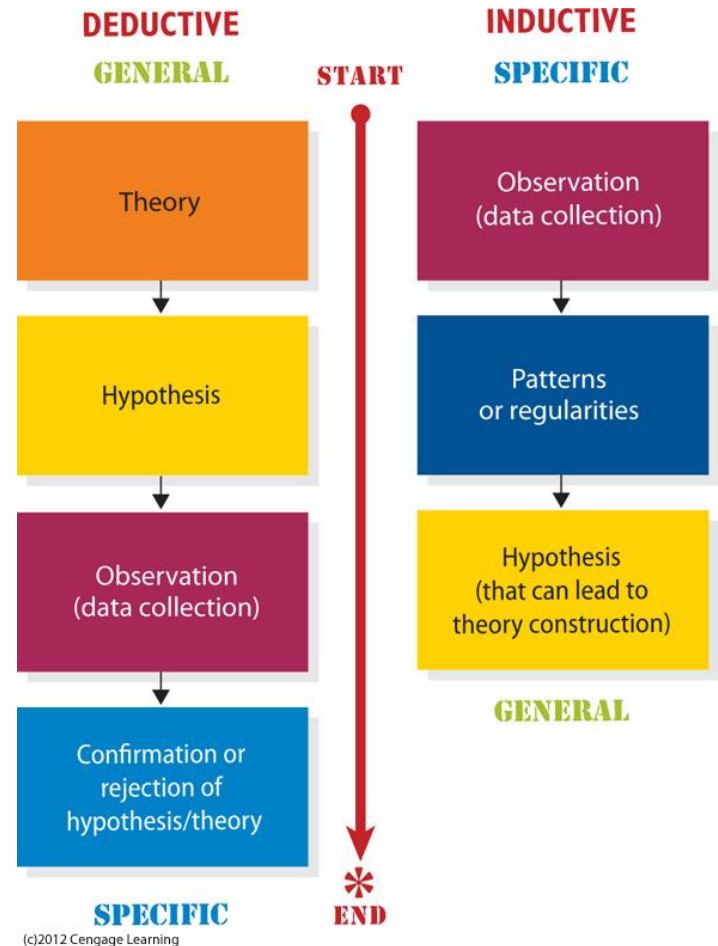 DEDUCTIVE
GENERAL
Theory
Hypothesis
Observation
(data collection)
Confirmation or
rejection of
hypothesis/theory
SPECIFIC
START
END
INDUCTIVE
SPECIFIC
Observation
(data collection)
Patterns
or regularities
Hypothesis
(that can lead to
theory construction)
GENERAL
(c)2012 Cengage Learning